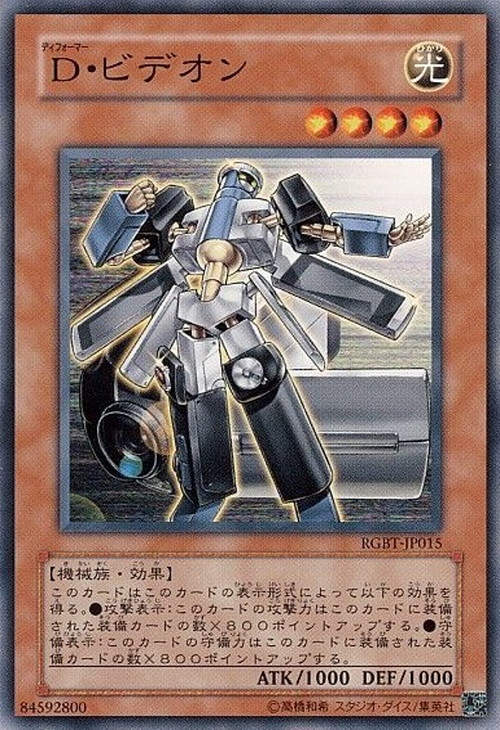 ディフォーマー
D・ビデオン
ひかり
光
RGBT-JP015
【機械族・効果】
このカードはこのカードの表示形式によって以下の効果を
得る。●攻撃表示：このカードの攻撃力はこのカードに装備
された装備カードの数×８００ポイントアップする。●守
備表示：このカードの守備力はこのカードに装備された装
備カードの数×８００ポイントアップする。
ATK/1000 DEF/1000
84592800
©高橋和希 スタジオ・ダイス/集英社